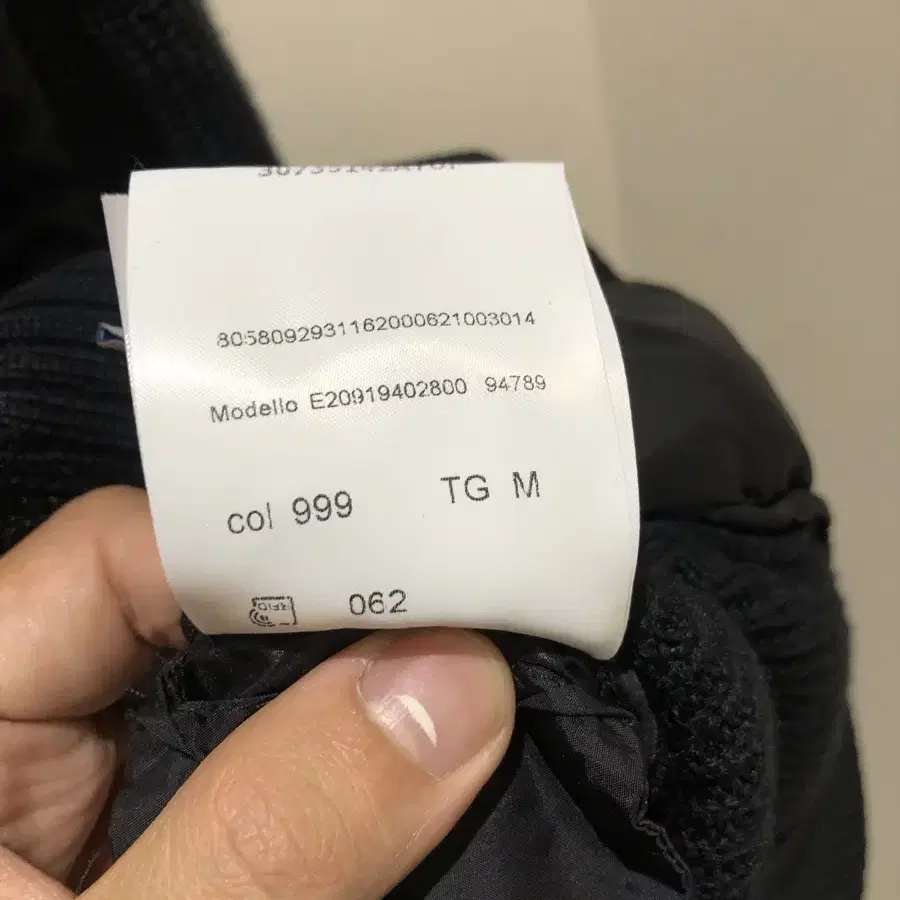 8058092931162000621003014
Modello E20919402800 94789
col 999 TG M
RFID 062